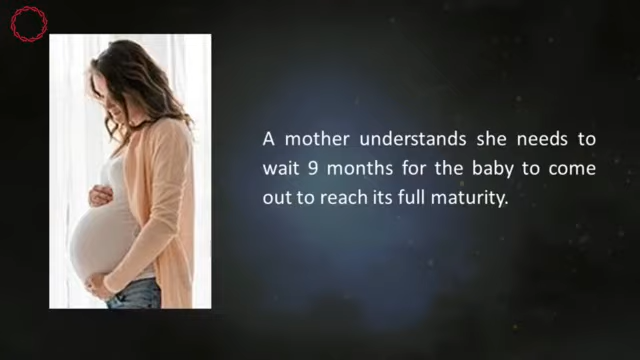 A mother understands she needs to
wait 9 months for the baby to come
out to reach its full maturity.